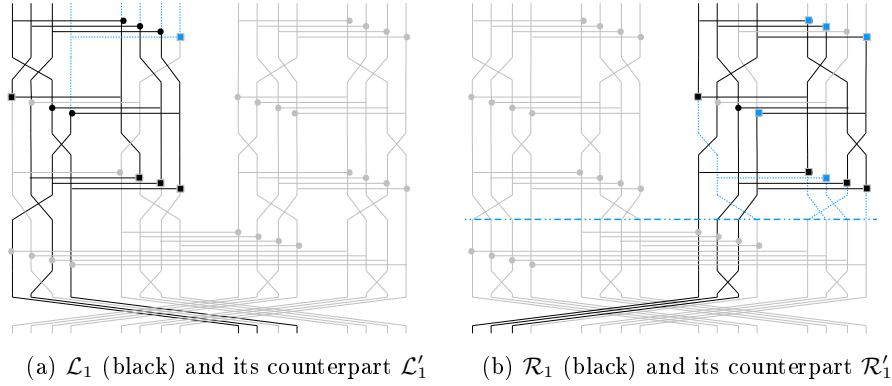 (a) ℒ₁ (black) and its counterpart ℒ′₁
(b) ℛ₁ (black) and its counterpart ℛ′₁